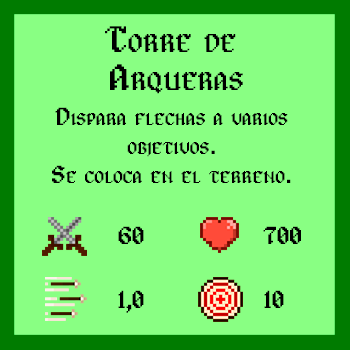 Torre de
Arqueras
Dispara flechas a varios
objetivos.
Se coloca en el terreno.
60 700
1,0 10